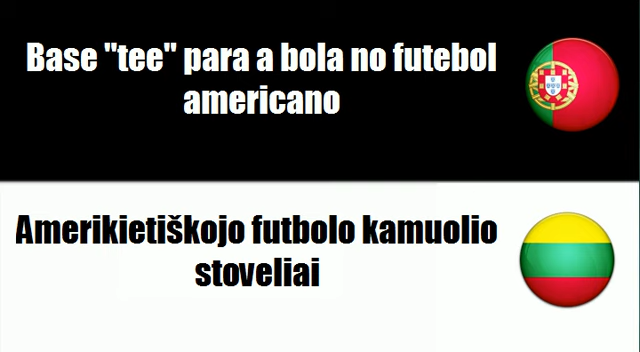 Base "tee" para a bola no futebol
americano
Amerikietiškojo futbolo kamuolio
stoveliai